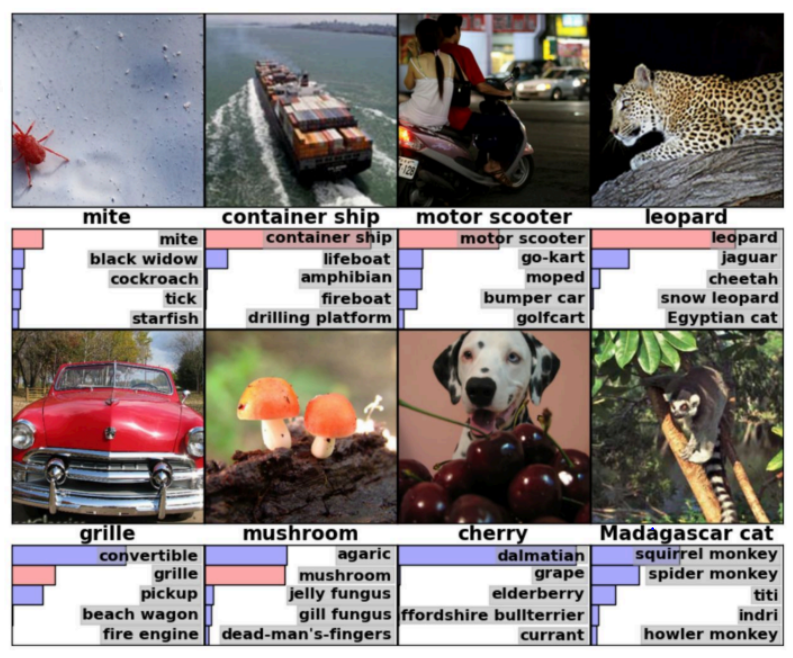 mite
container ship
motor scooter
leopard
mite
black widow
cockroach
tick
starfish
container ship
lifeboat
amphibian
fireboat
drilling platform
motor scooter
go-kart
moped
bumper car
golfcart
leopard
jaguar
cheetah
snow leopard
Egyptian cat
grille
mushroom
cherry
Madagascar cat
convertible
grille
pickup
beach wagon
fire engine
agaric
mushroom
jelly fungus
gill fungus
dead-man's-fingers
dalmatian
grape
elderberry
ffordshire bullterrier
currant
squirrel monkey
spider monkey
titi
indri
howler monkey